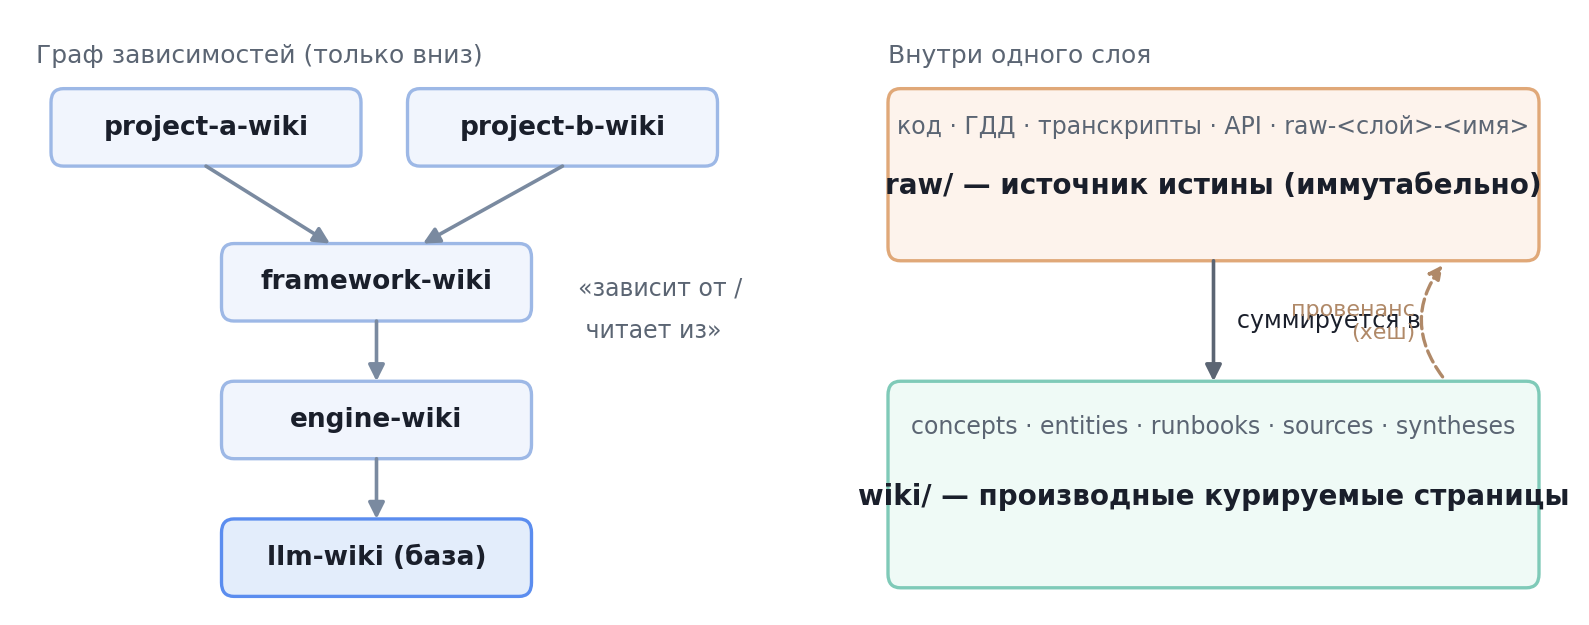 Граф зависимостей (только вниз)
project-a-wiki
project-b-wiki
framework-wiki
«зависит от /
читает из»
engine-wiki
llm-wiki (база)
Внутри одного слоя
код · ГДД · транскрипты · API · raw-<слой>-<имя>
raw/ — источник истины (иммутабельно)
суммируется в
провенанс
(хеш)
concepts · entities · runbooks · sources · syntheses
wiki/ — производные курируемые страницы